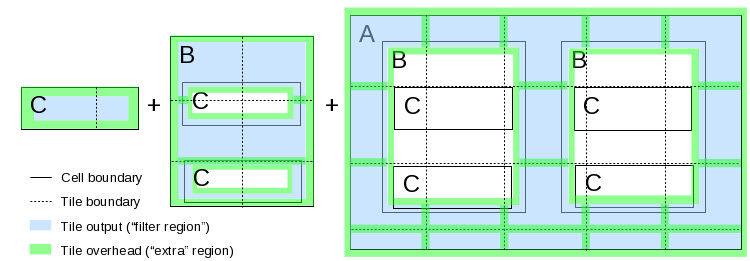 A
B
B
B
C
C
C
C
+
C
+
C
C
Cell boundary
Tile boundary
Tile output (“filter region”)
Tile overhead (“extra” region)